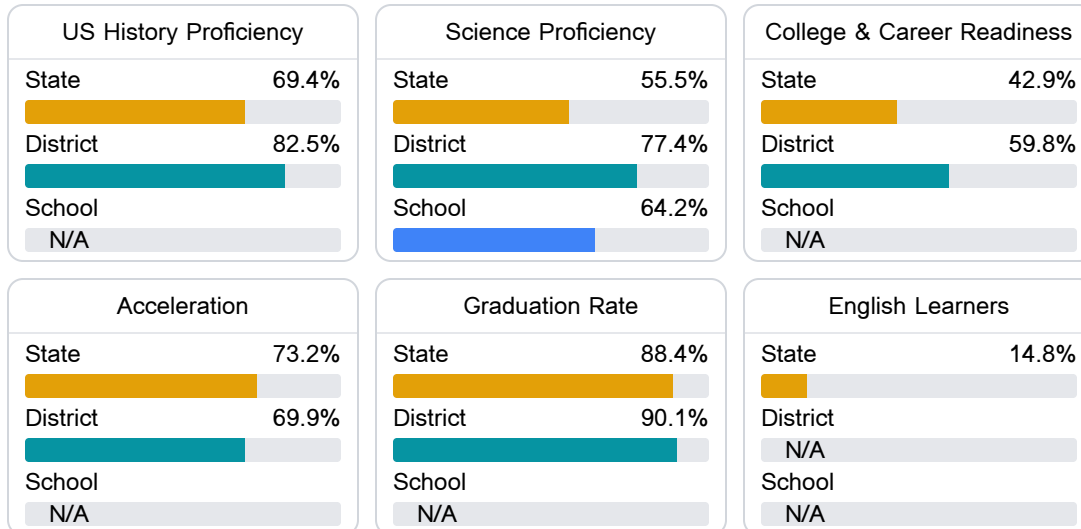 US History Proficiency
State 69.4%
District 82.5%
School
N/A
Science Proficiency
State 55.5%
District 77.4%
School 64.2%
College & Career Readiness
State 42.9%
District 59.8%
School
N/A
Acceleration
State 73.2%
District 69.9%
School
N/A
Graduation Rate
State 88.4%
District 90.1%
School
N/A
English Learners
State 14.8%
District
N/A
School
N/A